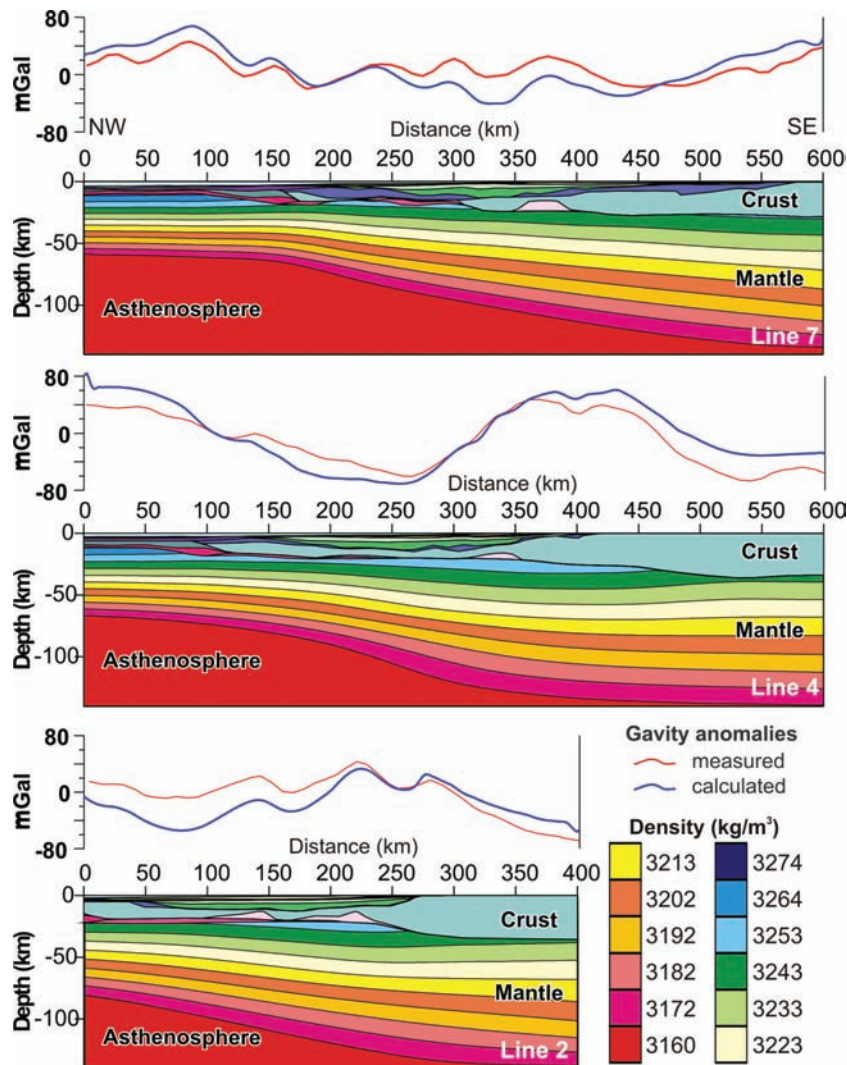 80
mGal
0
-80
NW
Distance (km)
SE
0 50 100 150 200 250 300 350 400 450 500 550 600
0
Crust
Depth (km)
-50
Mantle
-100
Asthenosphere
Line 7
80
mGal
0
-80
Distance (km)
0 50 100 150 200 250 300 350 400 450 500 550 600
0
Crust
Depth (km)
-50
Mantle
-100
Asthenosphere
Line 4
80
mGal
0
-80
Distance (km)
0 50 100 150 200 250 300 350 400
0
Crust
Depth (km)
-50
Mantle
-100
Asthenosphere
Line 2
Gavity anomalies
measured
calculated
Density (kg/m³)
3213 3274
3202 3264
3192 3253
3182 3243
3172 3233
3160 3223